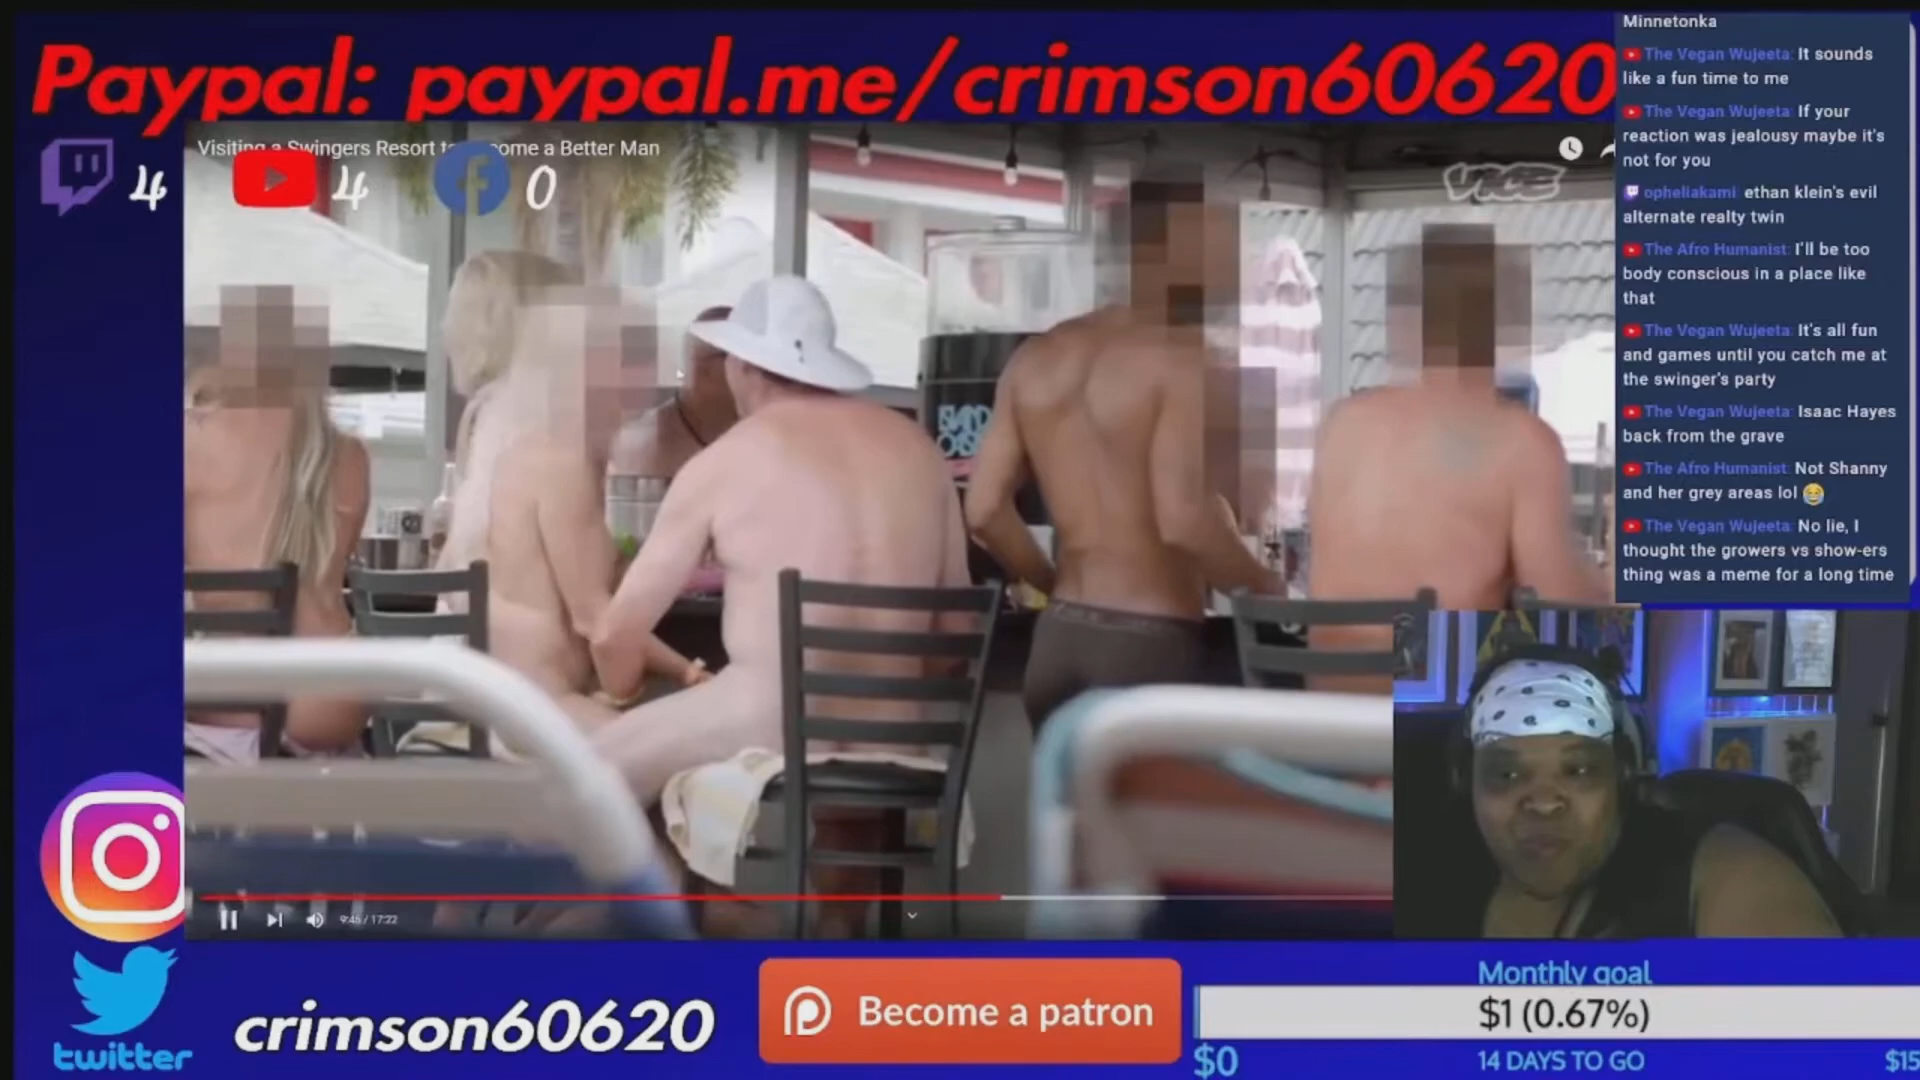 Paypal: paypal.me/crimson60620
Visiting a Swingers Resort to Become a Better Man
4
4
0
VICE
Minnetonka
The Vegan Wujeeta: It sounds
like a fun time to me
The Vegan Wujeeta: If your
reaction was jealousy maybe it's
not for you
opheliakami: ethan klein's evil
alternate realty twin
The Afro Humanist: I'll be too
body conscious in a place like
that
The Vegan Wujeeta: It's all fun
and games until you catch me at
the swinger's party
The Vegan Wujeeta: Isaac Hayes
back from the grave
The Afro Humanist: Not Shanny
and her grey areas lol 😂
The Vegan Wujeeta: No lie, I
thought the growers vs show-ers
thing was a meme for a long time
9:45 / 17:22
twitter
crimson60620
Become a patron
Monthly goal
$1 (0.67%)
$0
14 DAYS TO GO
$15